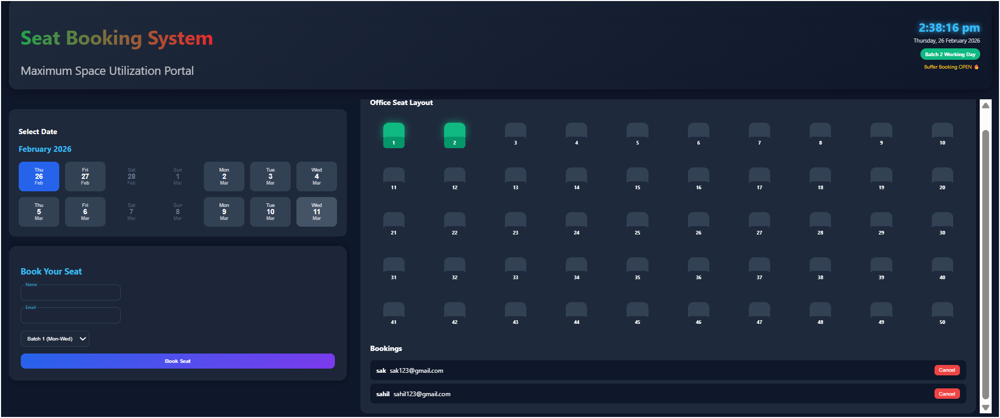 Seat Booking System
Maximum Space Utilization Portal
2:38:16 pm
Thursday, 26 February 2026
Batch 2 Working Day
Buffer Booking OPEN 🔥
Select Date
February 2026
Thu Fri Sat Sun Mon Tue Wed
26 27 28 1 2 3 4
Feb Feb Feb Mar Mar Mar Mar
Thu Fri Sat Sun Mon Tue Wed
5 6 7 8 9 10 11
Mar Mar Mar Mar Mar Mar Mar
Book Your Seat
Name
Email
Batch 1 (Mon-Wed)
Book Seat
Office Seat Layout
1 2 3 4 5 6 7 8 9 10
11 12 13 14 15 16 17 18 19 20
21 22 23 24 25 26 27 28 29 30
31 32 33 34 35 36 37 38 39 40
41 42 43 44 45 46 47 48 49 50
Bookings
sak sak123@gmail.com Cancel
sahil sahil123@gmail.com Cancel